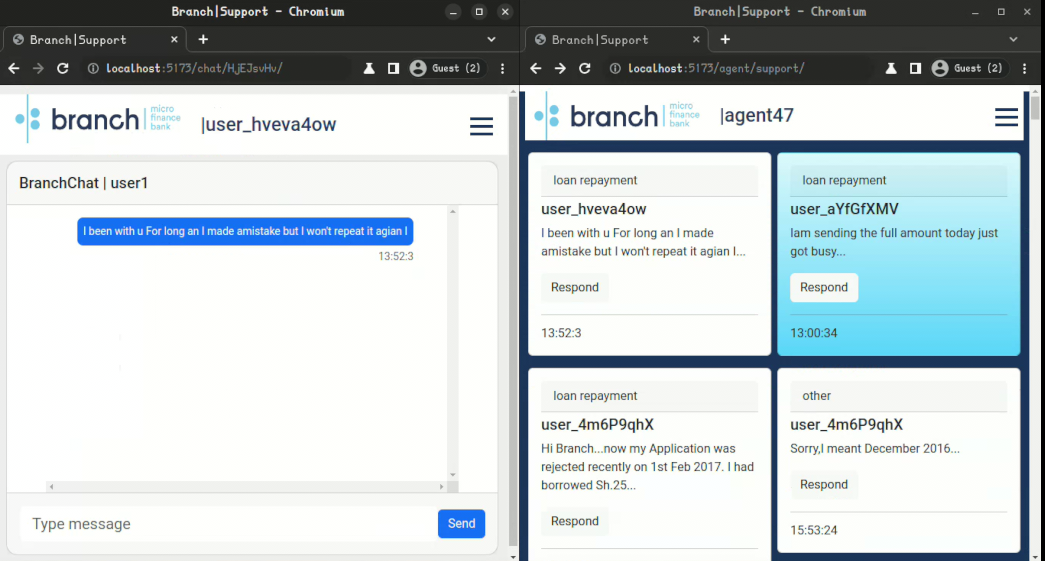 Branch|Support - Chromium
Branch|Support
localhost:5173/chat/HjEJsvHv/
Guest (2)
branch
micro
finance
bank
|user_hveva4ow
BranchChat | user1
I been with u For long an I made amistake but I won't repeat it agian I
13:52:3
Type message
Send
Branch|Support - Chromium
Branch|Support
localhost:5173/agent/support/
Guest (2)
branch
micro
finance
bank
|agent47
loan repayment
user_hveva4ow
I been with u For long an I made
amistake but I won't repeat it agian I...
Respond
13:52:3
loan repayment
user_aYfGfXMV
Iam sending the full amount today just
got busy...
Respond
13:00:34
loan repayment
user_4m6P9qhX
Hi Branch...now my Application was
rejected recently on 1st Feb 2017. I had
borrowed Sh.25...
Respond
other
user_4m6P9qhX
Sorry,I meant December 2016...
Respond
15:53:24